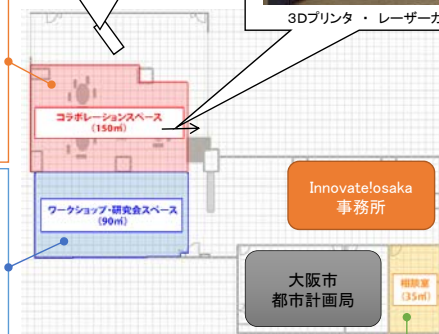 3Dプリンタ ・ レーザーカ
コラボレーションスペース
(150㎡)
ワークショップ・研究会スペース
(90㎡)
Innovate!osaka
事務所
大阪市
都市計画局
相談室
(35㎡)